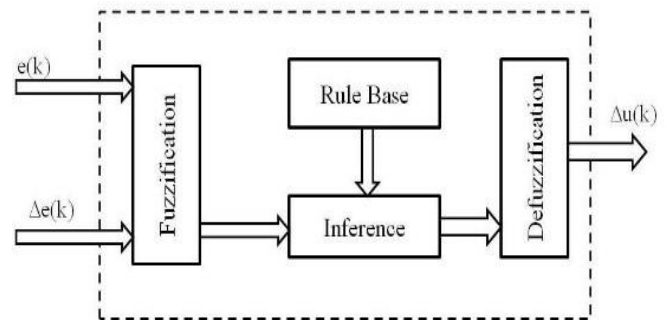 e(k)
Δe(k)
Fuzzification
Rule Base
Inference
Defuzzification
Δu(k)